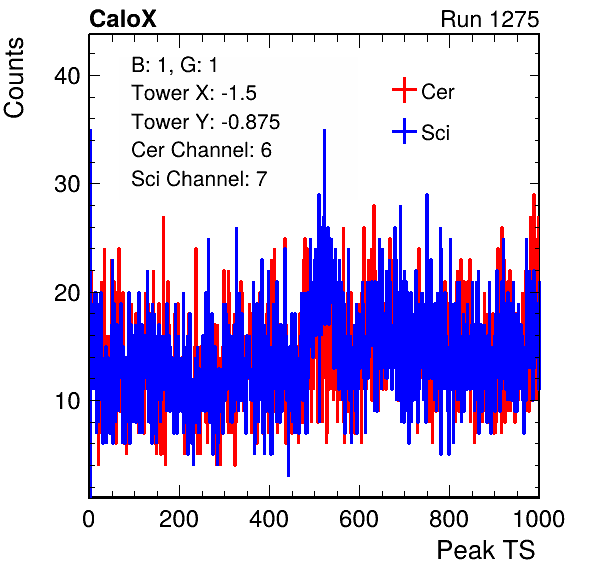 CaloX Run 1275
Counts
B: 1, G: 1
Tower X: -1.5
Tower Y: -0.875
Cer Channel: 6
Sci Channel: 7
Cer
Sci
40
30
20
10
0 200 400 600 800 1000
Peak TS